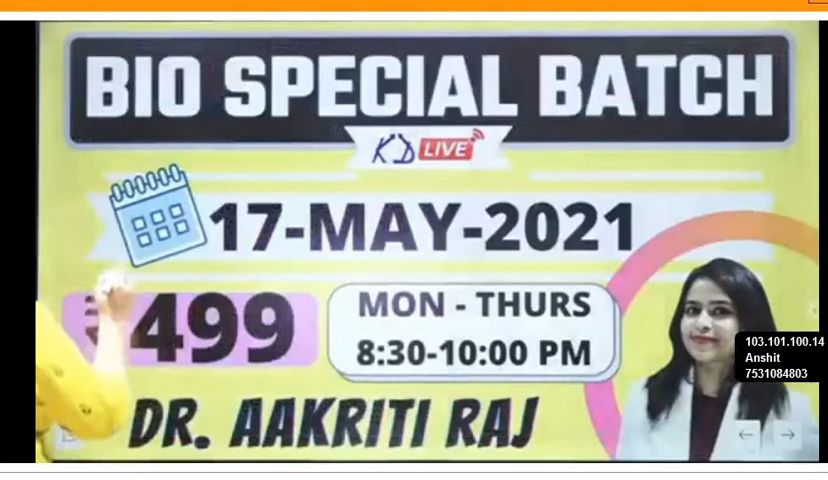 BIO SPECIAL BATCH
KD LIVE
17-MAY-2021
₹499
MON - THURS
8:30-10:00 PM
DR. AAKRITI RAJ
103.101.100.14
Anshit
7531084803